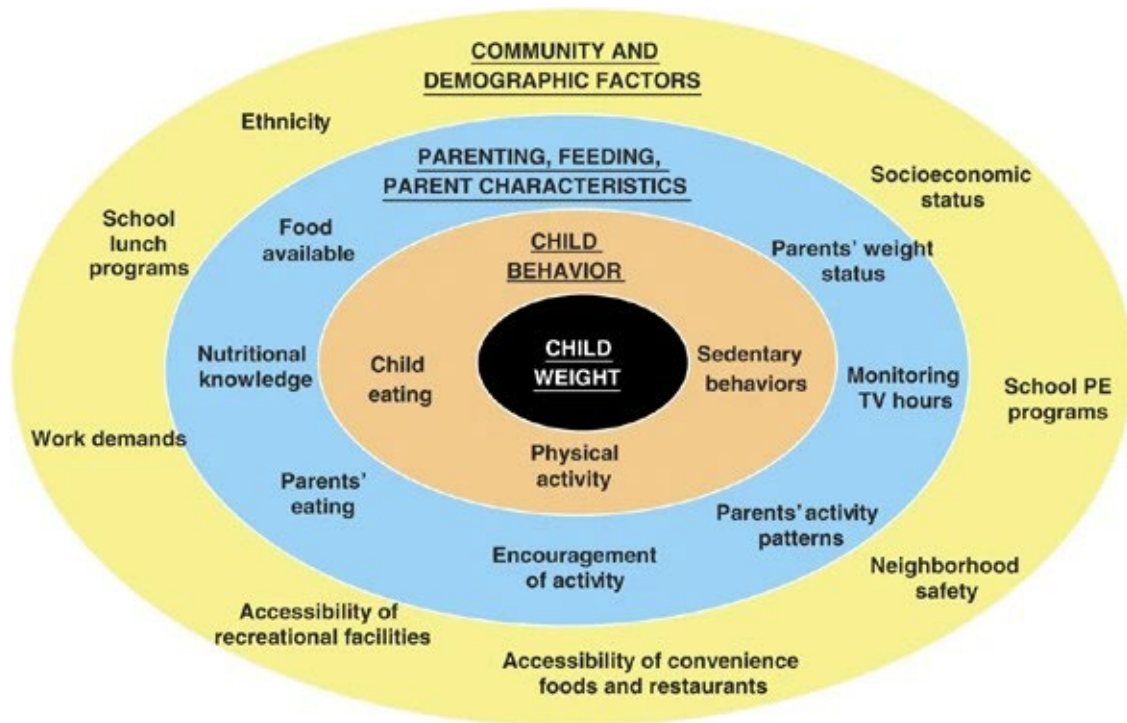 COMMUNITY AND
DEMOGRAPHIC FACTORS
Ethnicity
PARENTING, FEEDING,
PARENT CHARACTERISTICS
Socioeconomic
status
School
lunch
programs
Food
available
CHILD
BEHAVIOR
Parents' weight
status
Nutritional
knowledge
Child
eating
CHILD
WEIGHT
Sedentary
behaviors
Monitoring
TV hours
School PE
programs
Work demands
Physical
activity
Parents'
eating
Parents' activity
patterns
Encouragement
of activity
Neighborhood
safety
Accessibility of
recreational facilities
Accessibility of convenience
foods and restaurants